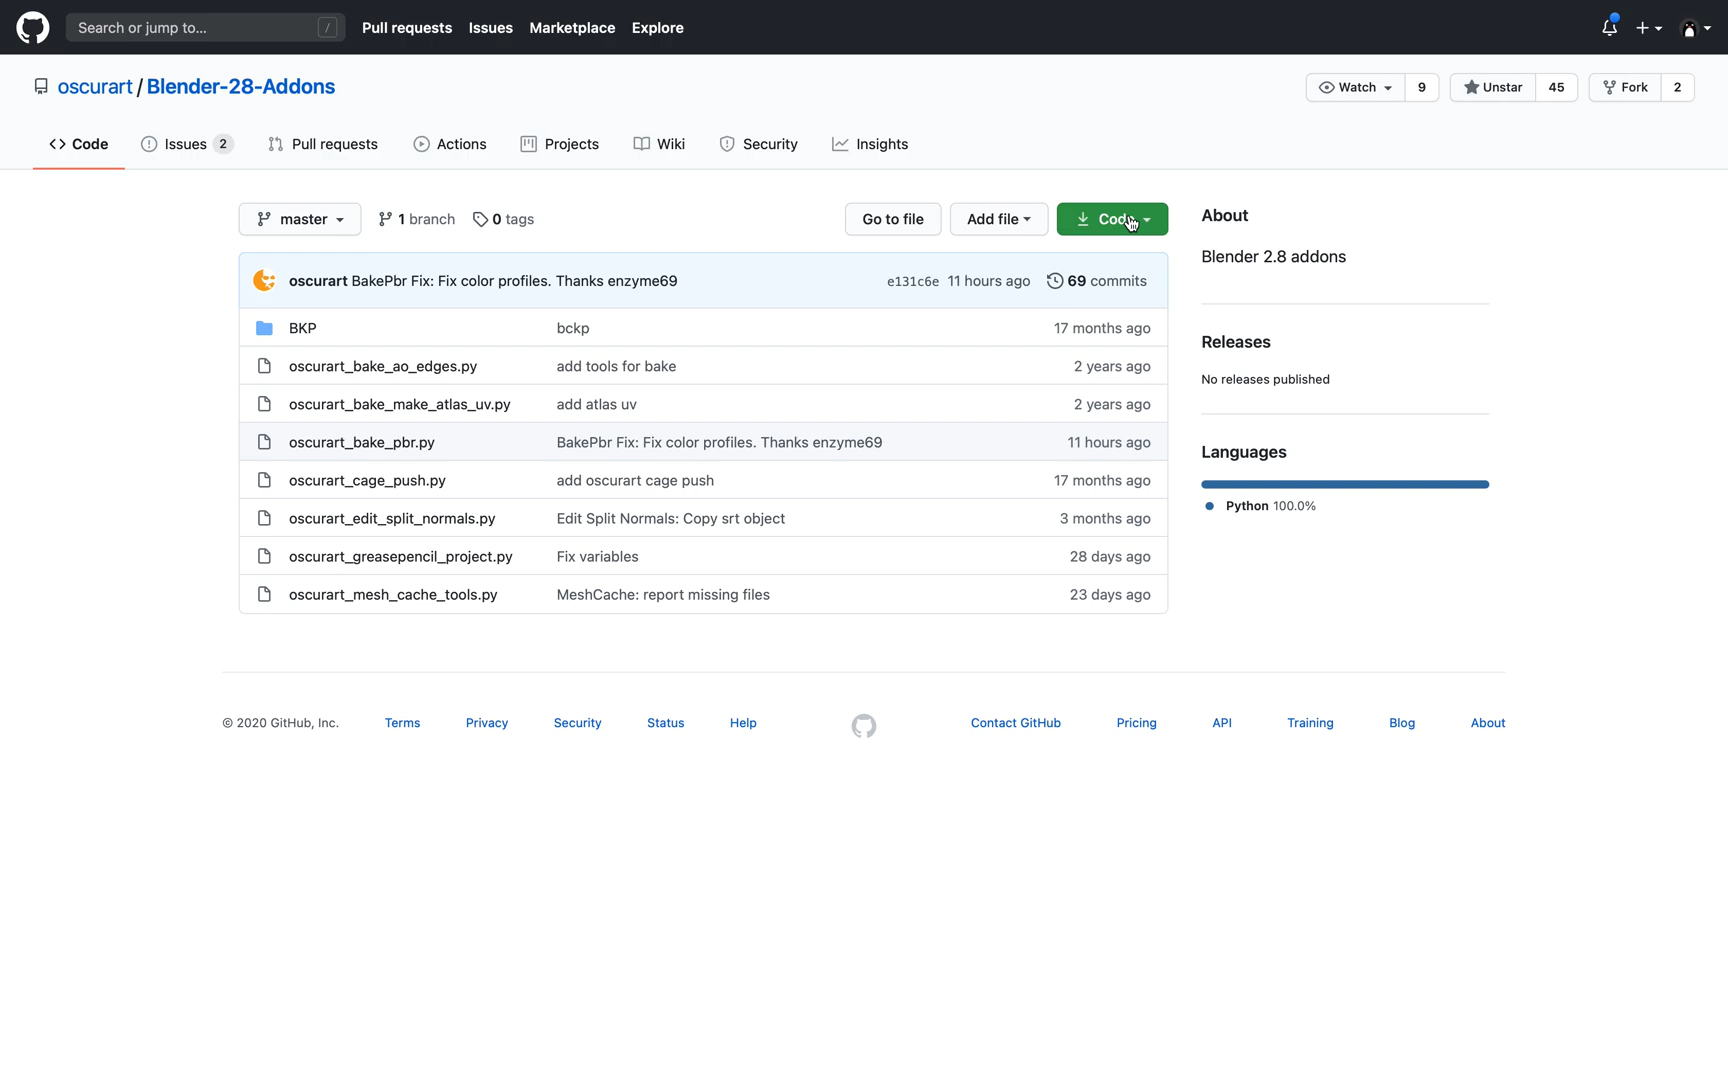 Search or jump to... /
Pull requests Issues Marketplace Explore
oscurart / Blender-28-Addons
Watch 9 Unstar 45 Fork 2
Code Issues 2 Pull requests Actions Projects Wiki Security Insights
master 1 branch 0 tags Go to file Add file Code
oscurart BakePbr Fix: Fix color profiles. Thanks enzyme69 e131c6e 11 hours ago 69 commits
BKP bckp 17 months ago
oscurart_bake_ao_edges.py add tools for bake 2 years ago
oscurart_bake_make_atlas_uv.py add atlas uv 2 years ago
oscurart_bake_pbr.py BakePbr Fix: Fix color profiles. Thanks enzyme69 11 hours ago
oscurart_cage_push.py add oscurart cage push 17 months ago
oscurart_edit_split_normals.py Edit Split Normals: Copy srt object 3 months ago
oscurart_greasepencil_project.py Fix variables 28 days ago
oscurart_mesh_cache_tools.py MeshCache: report missing files 23 days ago
About
Blender 2.8 addons
Releases
No releases published
Languages
Python 100.0%
© 2020 GitHub, Inc. Terms Privacy Security Status Help Contact GitHub Pricing API Training Blog About